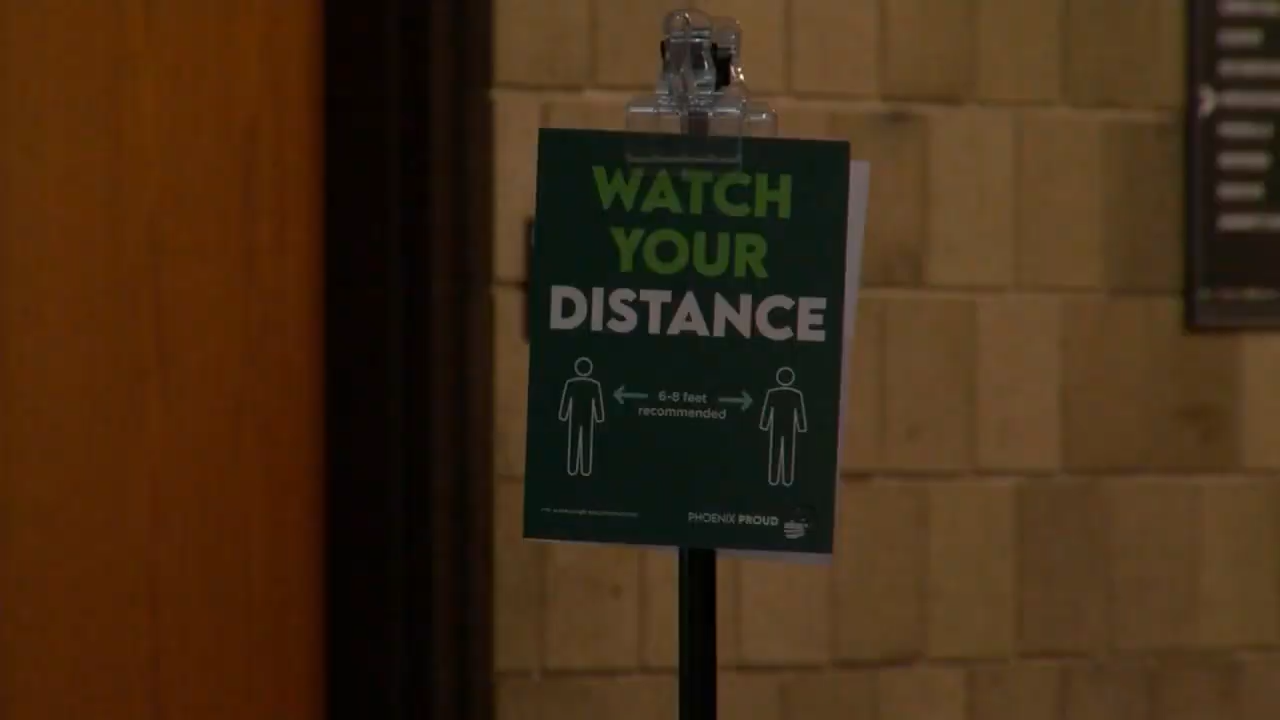 WATCH
YOUR
DISTANCE
6-8 feet
recommended
PHOENIX PROUD